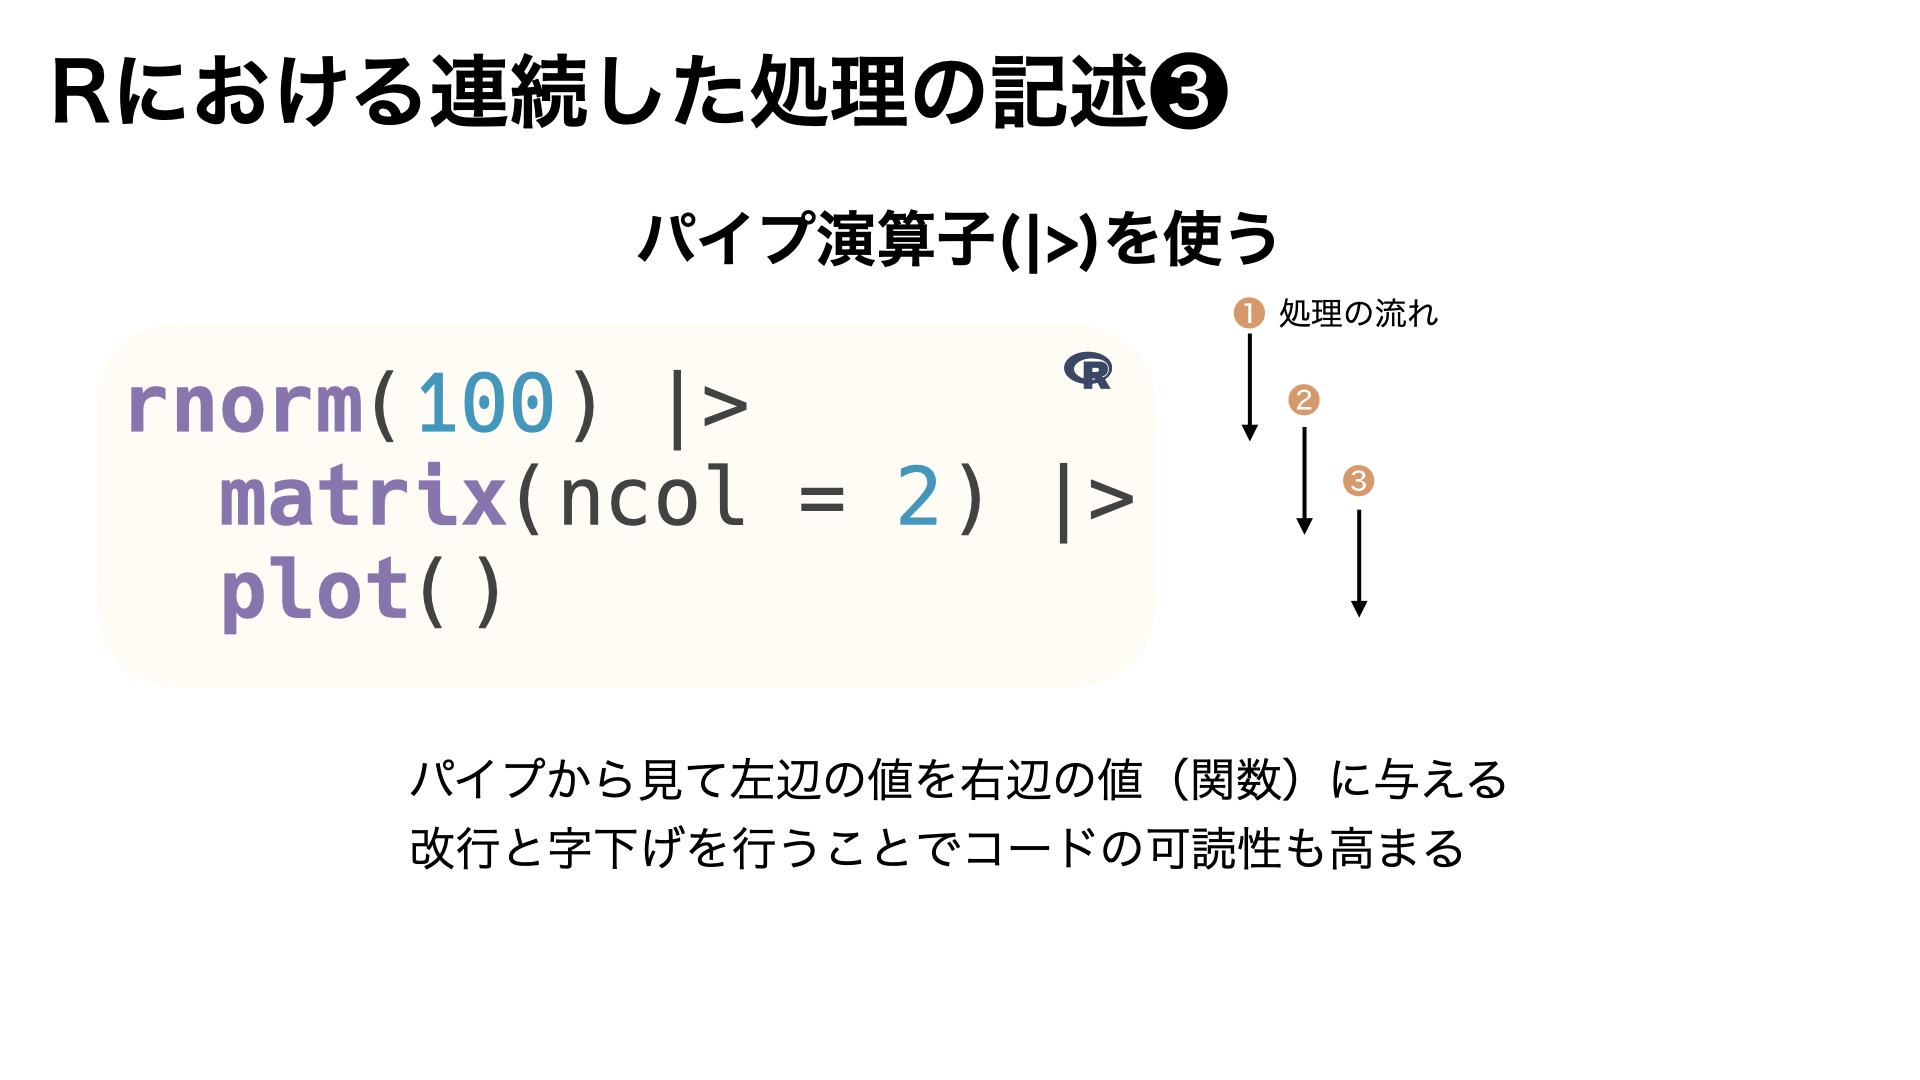 Rにおける連続した処理の記述❸
パイプ演算子(|>)を使う
❶ 処理の流れ
❷
❸
R
rnorm(100) |>
  matrix(ncol = 2) |>
  plot()
パイプから見て左辺の値を右辺の値（関数）に与える
改行と字下げを行うことでコードの可読性も高まる